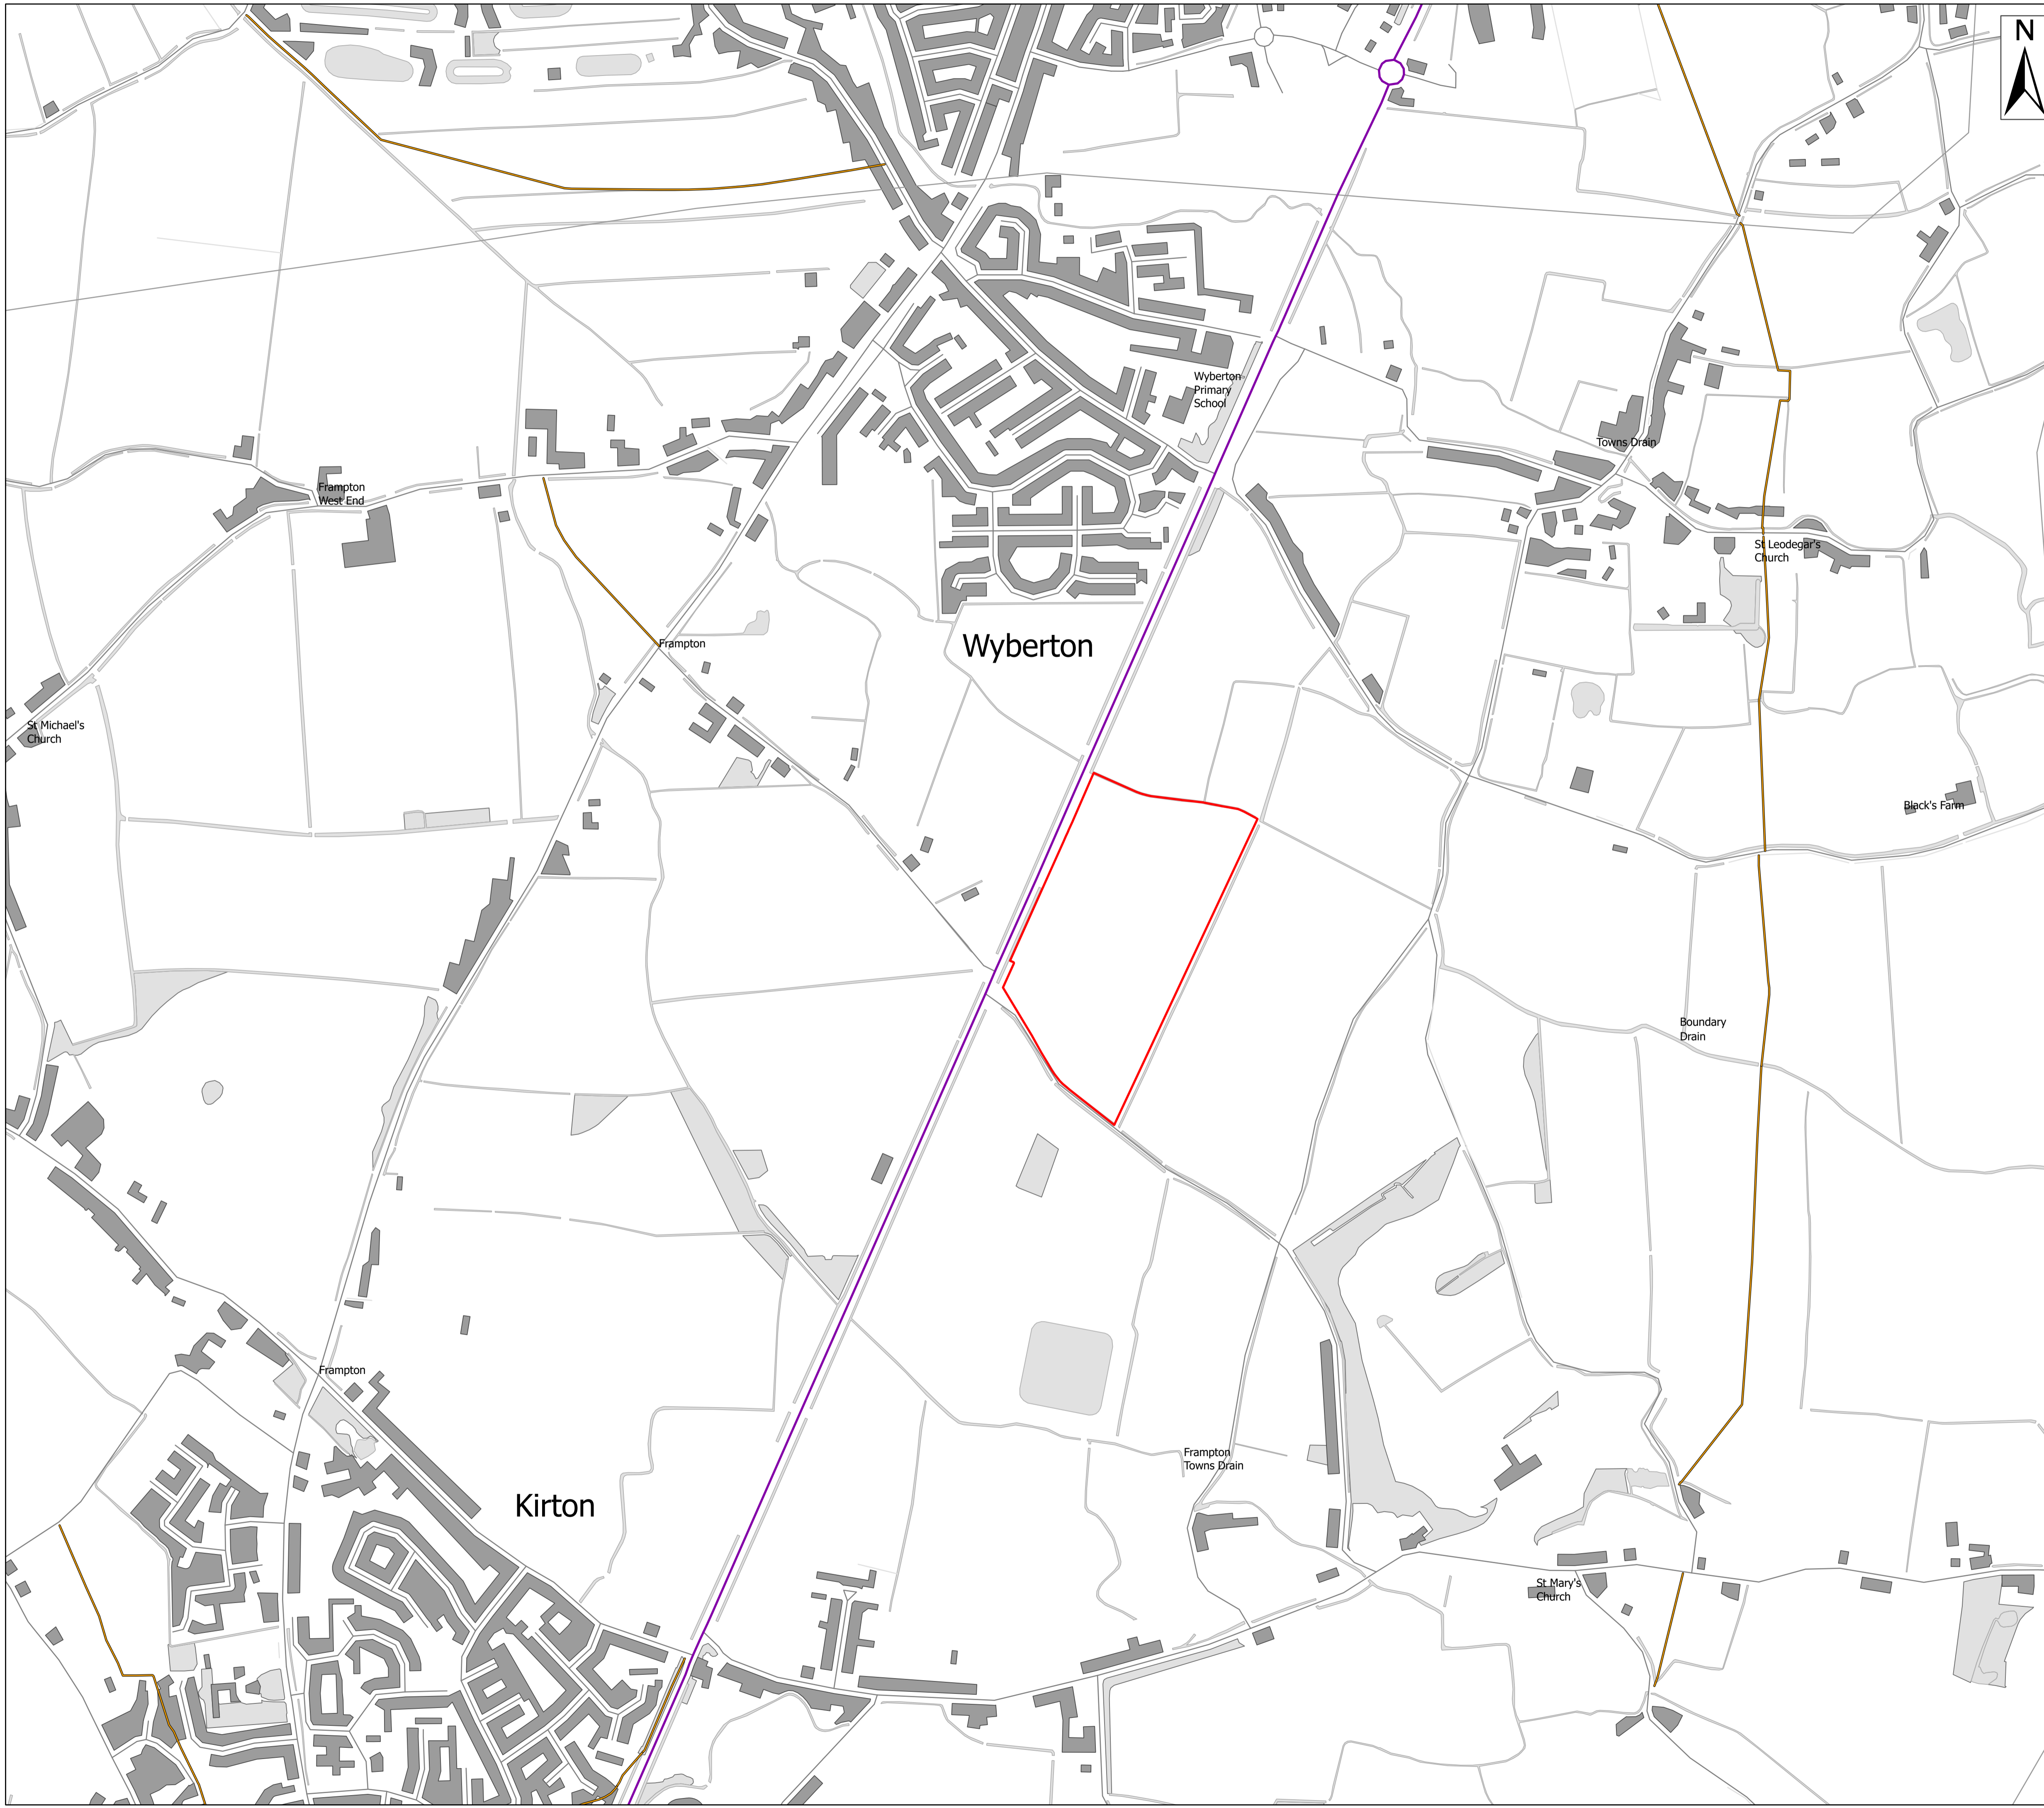 N
Wyberton
Primary
School
Towns Drain
Frampton
West End
St Leodegar's
Church
Frampton
Wyberton
St Michael's
Church
Black's Farm
Boundary
Drain
Frampton
Frampton
Towns Drain
Kirton
St Mary's
Church